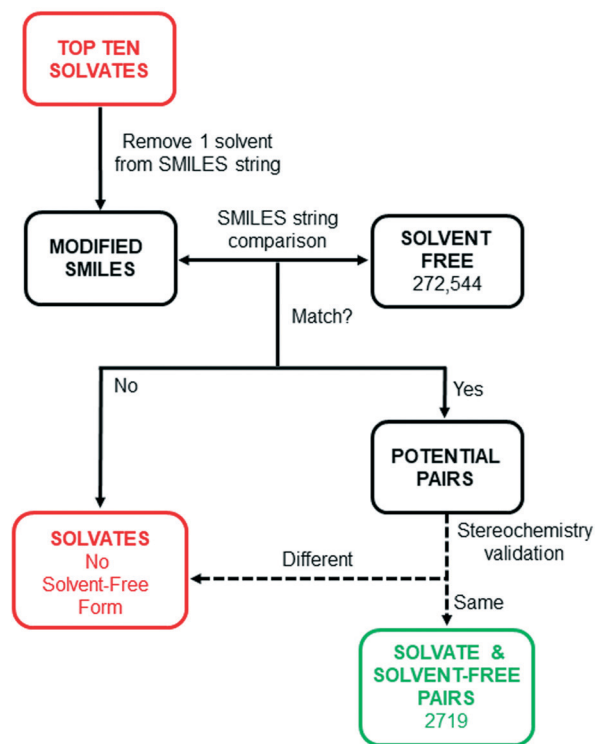 TOP TEN
SOLVATES
Remove 1 solvent
from SMILES string
MODIFIED
SMILES
SMILES string
comparison
SOLVENT
FREE
272,544
Match?
No
Yes
POTENTIAL
PAIRS
SOLVATES
No
Solvent-Free
Form
Different
Stereochemistry
validation
Same
SOLVATE &
SOLVENT-FREE
PAIRS
2719